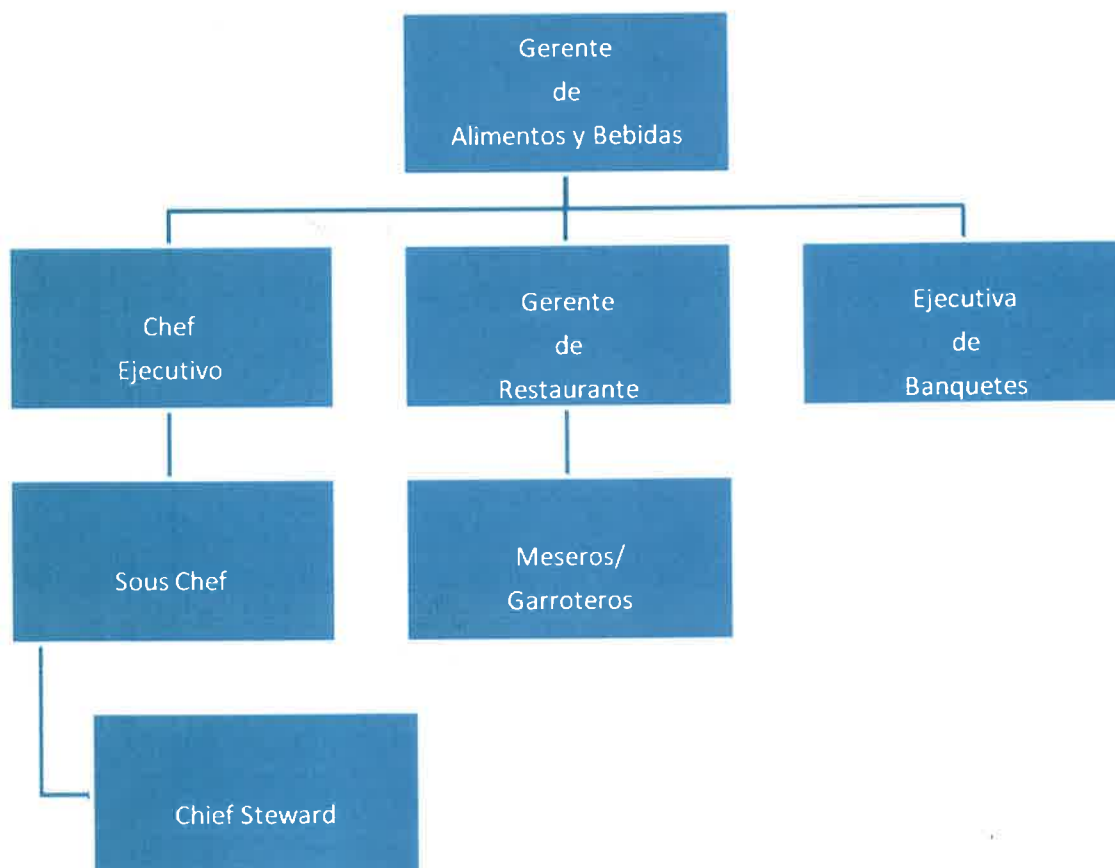 Gerente
de
Alimentos y Bebidas
Chef
Ejecutivo
Gerente
de
Restaurante
Ejecutiva
de
Banquetes
Sous Chef
Meseros/
Garroteros
Chief Steward